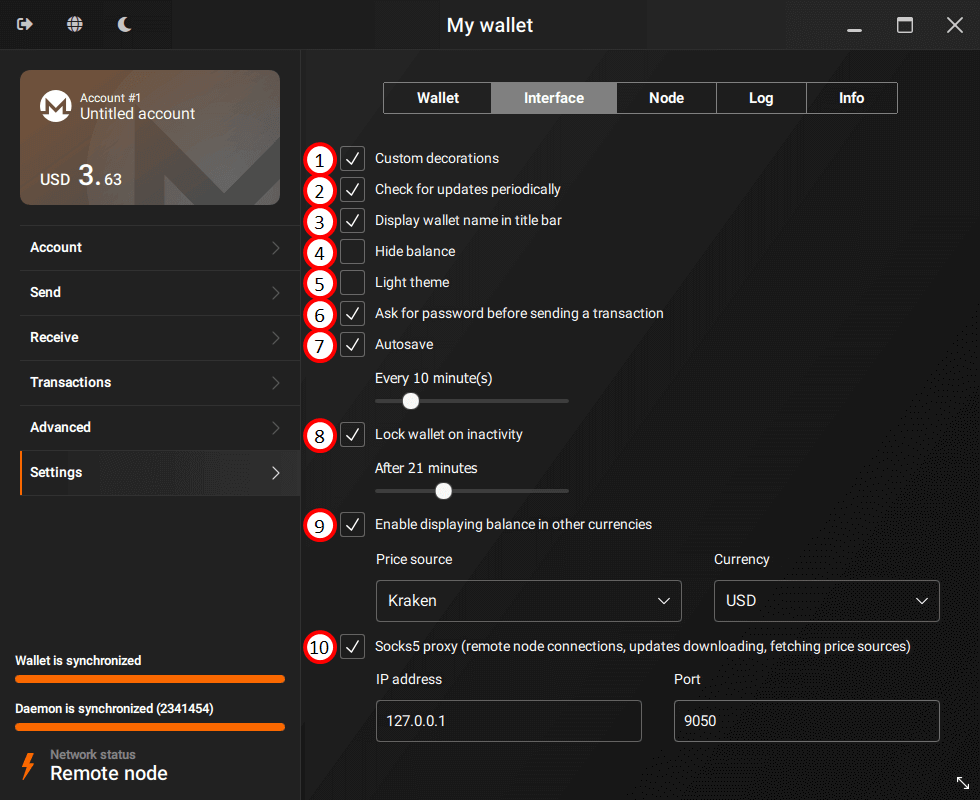 My wallet
Account #1
Untitled account
USD 3.63
Account
Send
Receive
Transactions
Advanced
Settings
Wallet is synchronized
Daemon is synchronized (2341454)
Network status
Remote node
Wallet Interface Node Log Info
1 Custom decorations
2 Check for updates periodically
3 Display wallet name in title bar
4 Hide balance
5 Light theme
6 Ask for password before sending a transaction
7 Autosave
Every 10 minute(s)
8 Lock wallet on inactivity
After 21 minutes
9 Enable displaying balance in other currencies
Price source Currency
Kraken USD
10 Socks5 proxy (remote node connections, updates downloading, fetching price sources)
IP address Port
127.0.0.1 9050